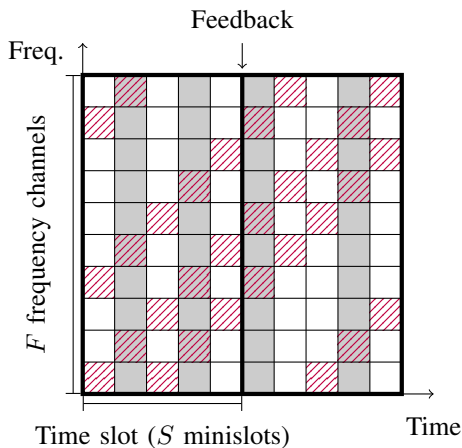 Feedback
Freq.
F frequency channels
Time slot (S minislots)
Time